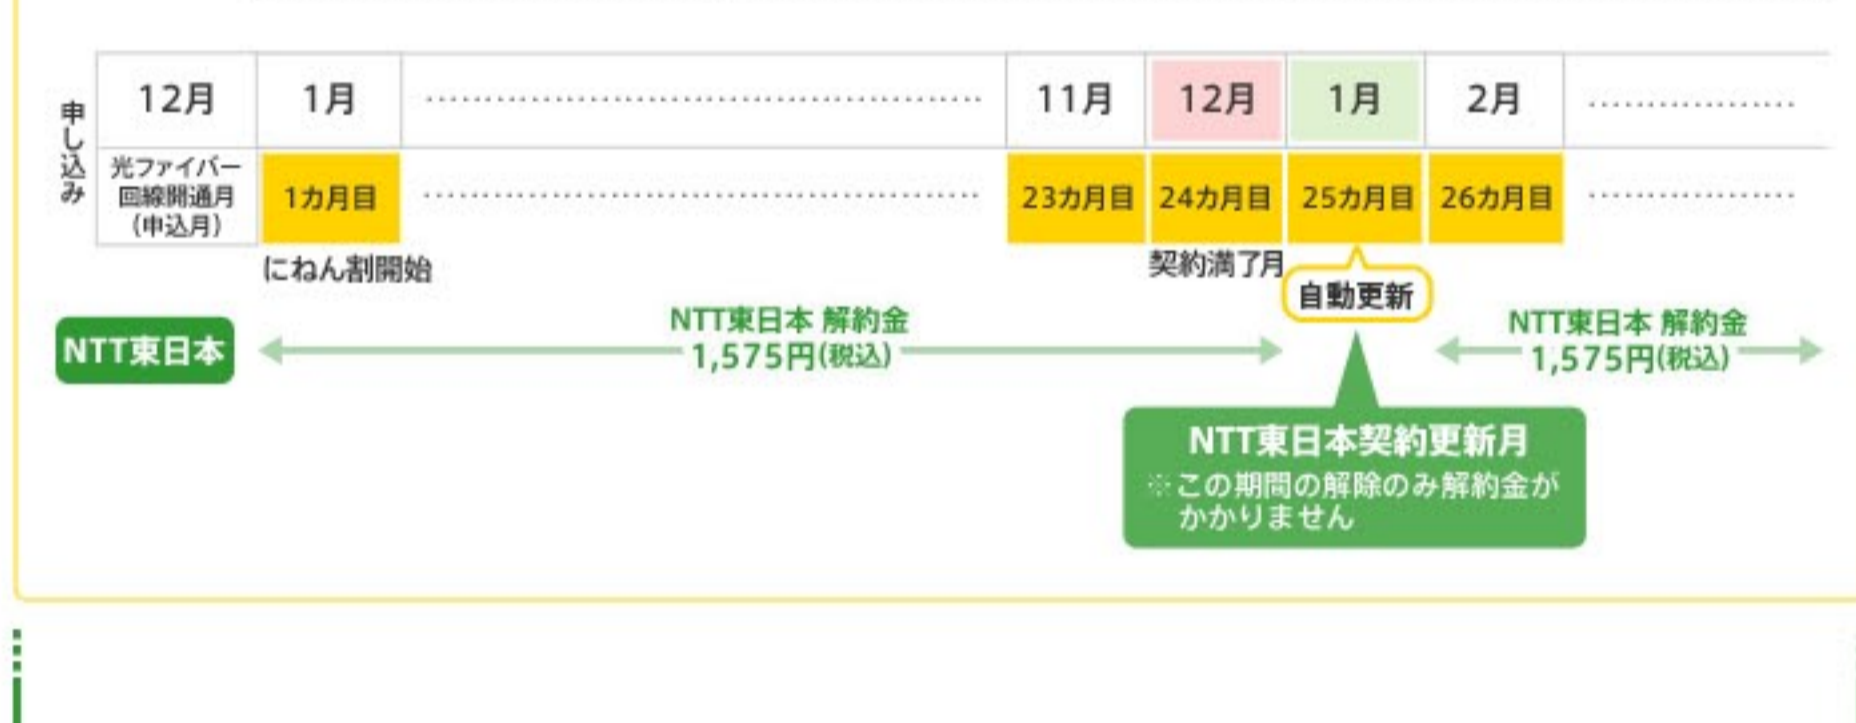 申し込み
12月
1月
11月
12月
1月
2月
光ファイバー
回線開通月
(申込月)
1カ月目
23カ月目
24カ月目
25カ月目
26カ月目
にねん割開始
契約満了月
自動更新
NTT東日本
NTT東日本 解約金
1,575円(税込)
NTT東日本 解約金
1,575円(税込)
NTT東日本契約更新月
※この期間の解除のみ解約金が
かかりません